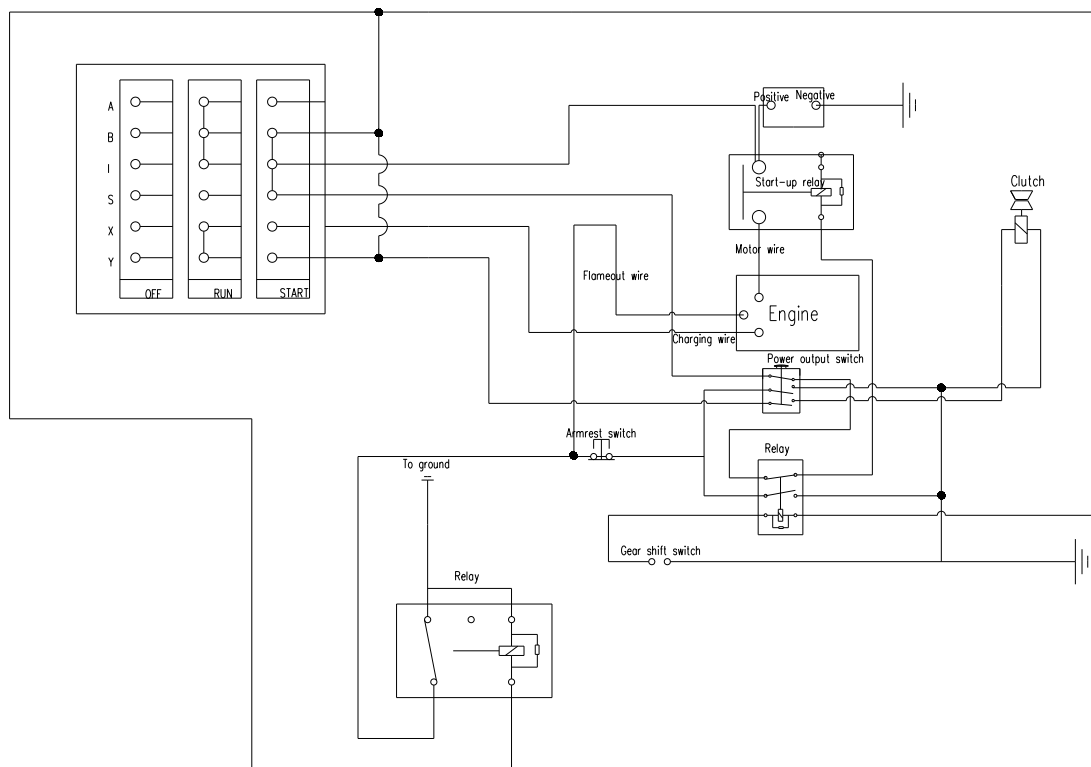 A
B
I
S
X
Y
OFF
RUN
START
Positive
Negative
Start-up relay
Clutch
Motor wire
Flameout wire
Engine
Charging wire
Power output switch
Armrest switch
To ground
Relay
Gear shift switch
Relay